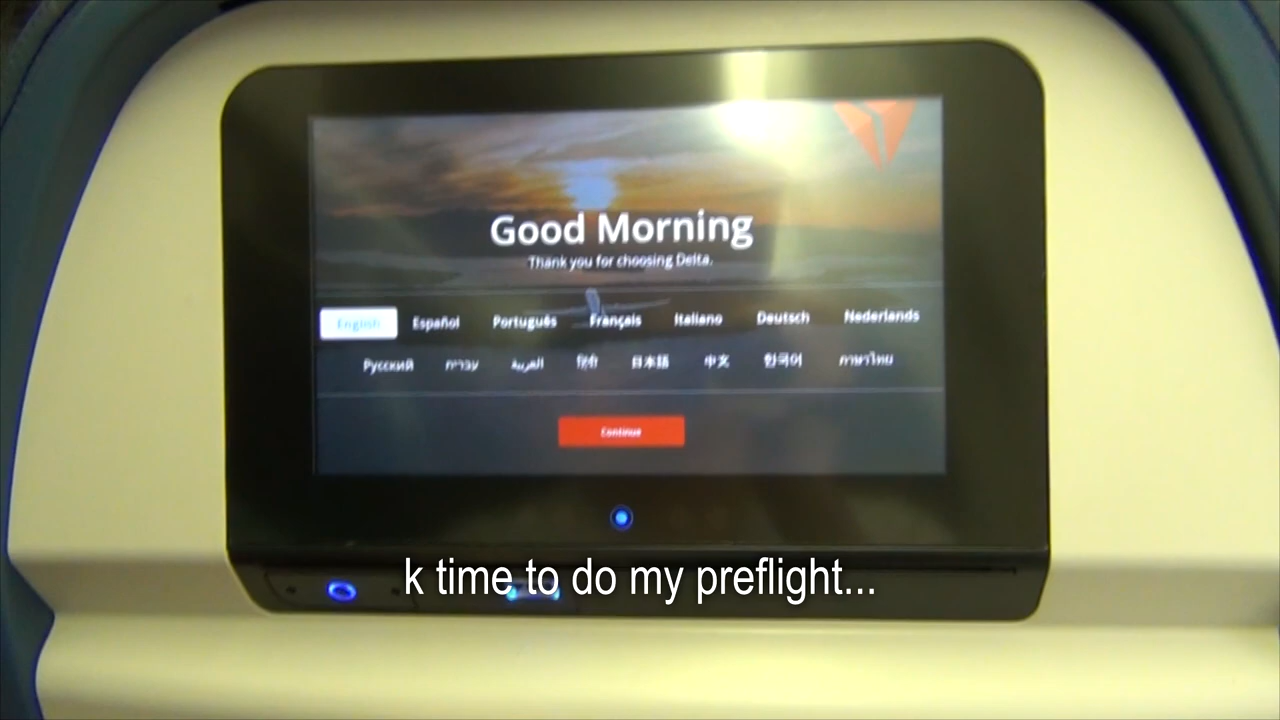 Good Morning
Thank you for choosing Delta.
English Español Português Français Italiano Deutsch Nederlands
Русский עברית العربية हिंदी 日本語 中文 한국어 ภาษาไทย
Continue
k time to do my preflight...